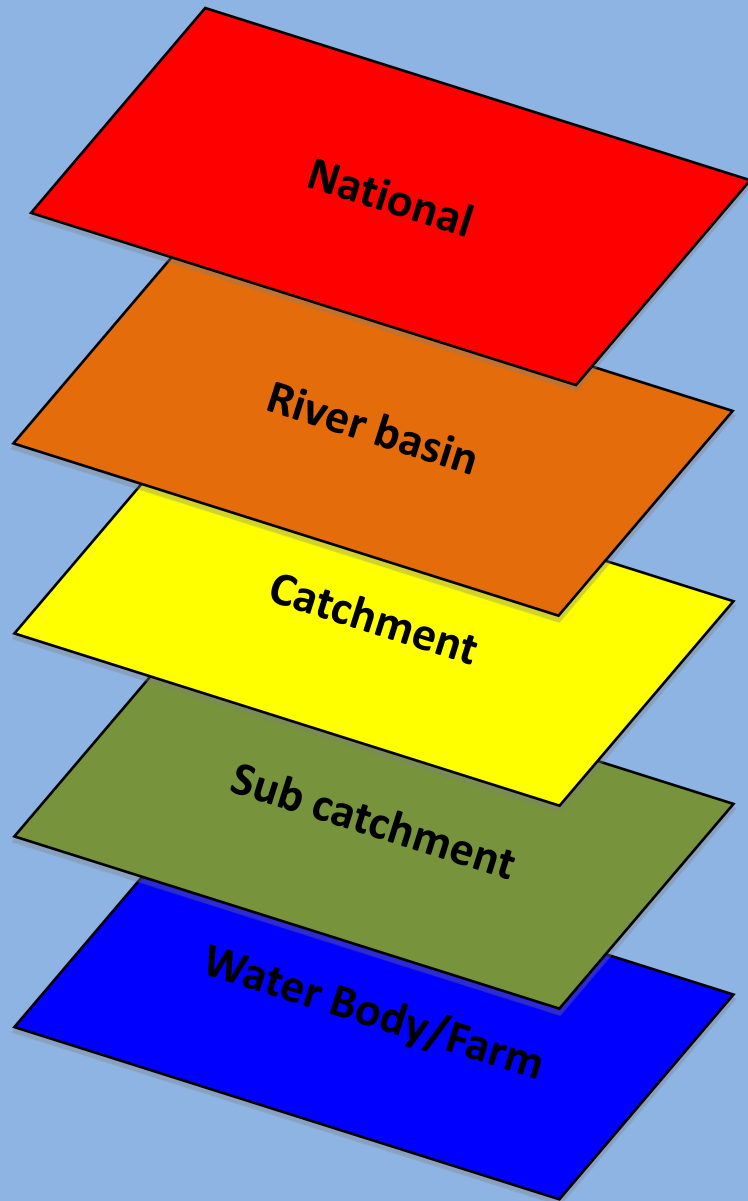 National
River basin
Catchment
Sub catchment
Water Body/Farm